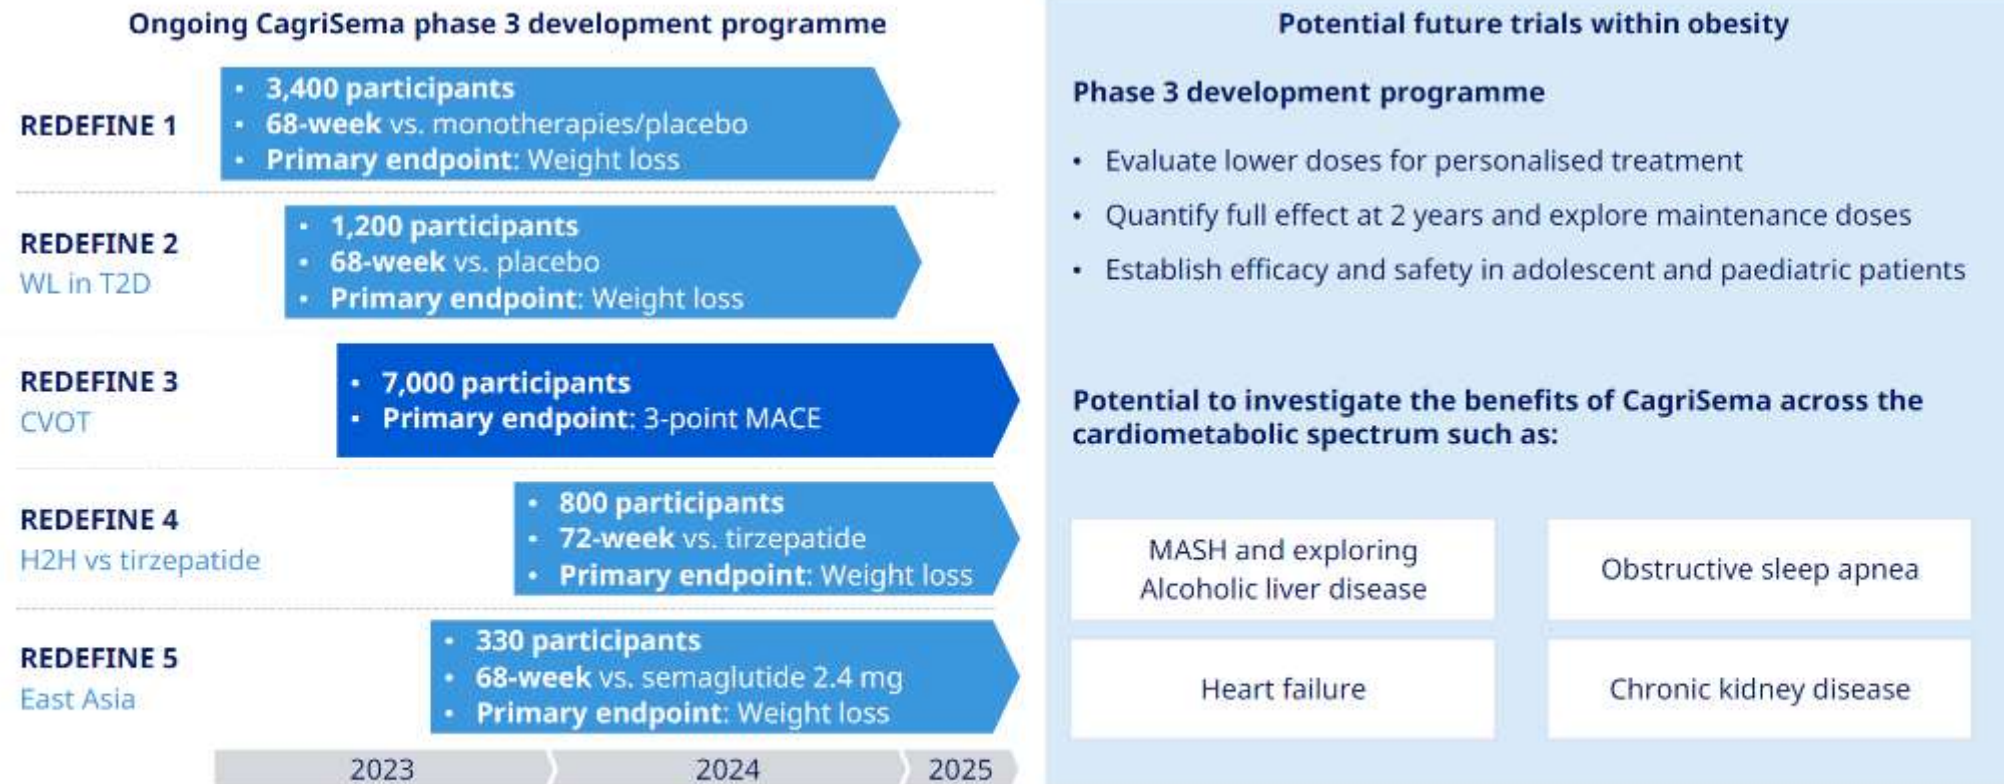 Ongoing CagriSema phase 3 development programme
REDEFINE 1
• 3,400 participants
• 68-week vs. monotherapies/placebo
• Primary endpoint: Weight loss
REDEFINE 2
WL in T2D
• 1,200 participants
• 68-week vs. placebo
• Primary endpoint: Weight loss
REDEFINE 3
CVOT
• 7,000 participants
• Primary endpoint: 3-point MACE
REDEFINE 4
H2H vs tirzepatide
• 800 participants
• 72-week vs. tirzepatide
• Primary endpoint: Weight loss
REDEFINE 5
East Asia
• 330 participants
• 68-week vs. semaglutide 2.4 mg
• Primary endpoint: Weight loss
2023
2024
2025
Potential future trials within obesity
Phase 3 development programme
• Evaluate lower doses for personalised treatment
• Quantify full effect at 2 years and explore maintenance doses
• Establish efficacy and safety in adolescent and paediatric patients
Potential to investigate the benefits of CagriSema across the
cardiometabolic spectrum such as:
MASH and exploring
Alcoholic liver disease
Obstructive sleep apnea
Heart failure
Chronic kidney disease